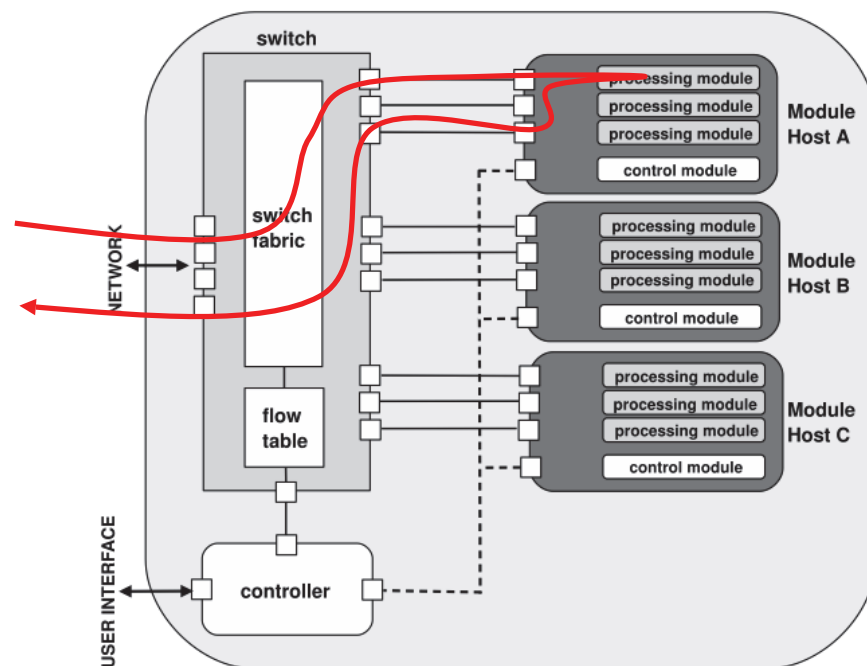 switch
processing module
processing module
processing module
control module
Module
Host A
switch
fabric
NETWORK
processing module
processing module
processing module
control module
Module
Host B
flow
table
processing module
processing module
processing module
control module
Module
Host C
controller
USER INTERFACE